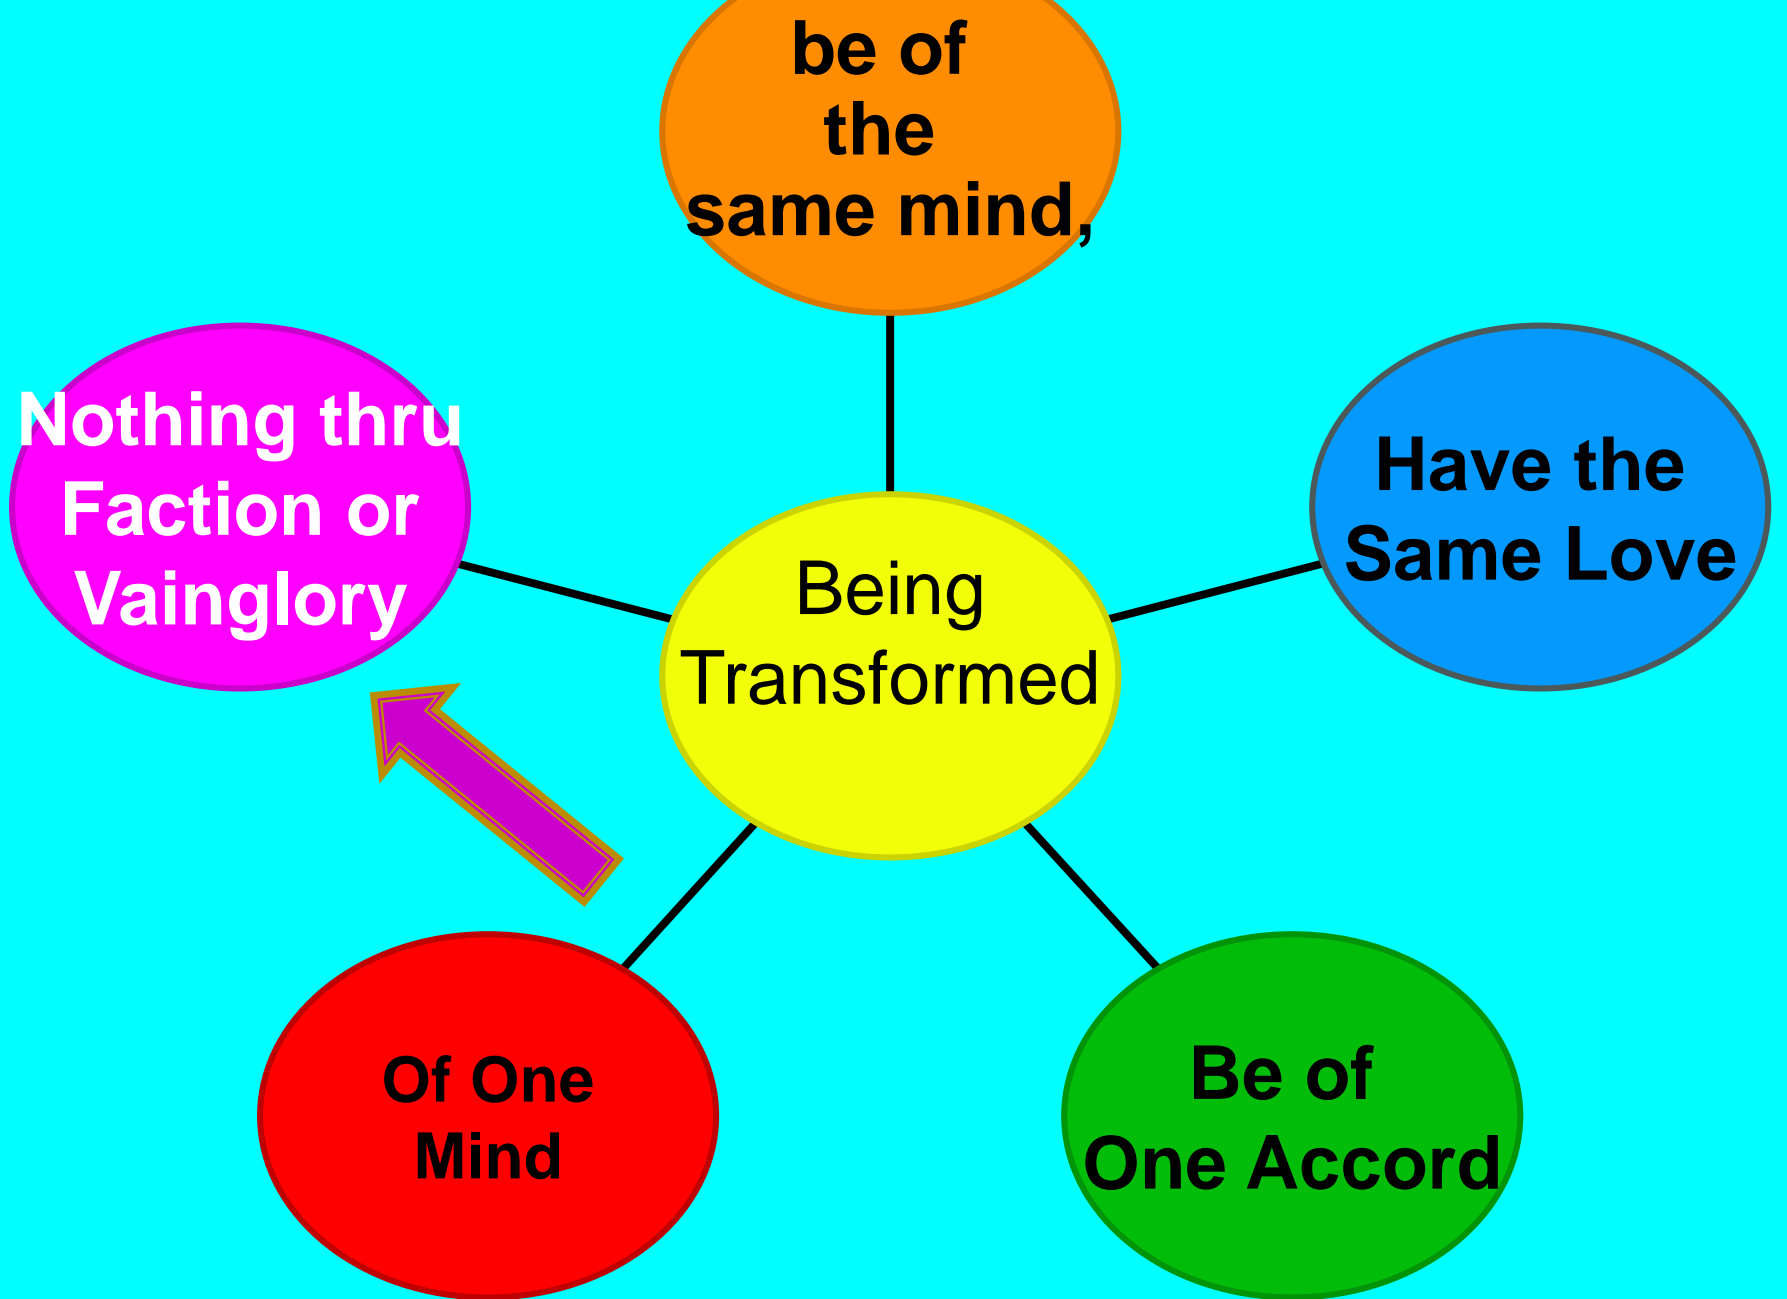 be of
the
same mind,
Nothing thru
Faction or
Vainglory
Have the
Same Love
Being
Transformed
Of One
Mind
Be of
One Accord